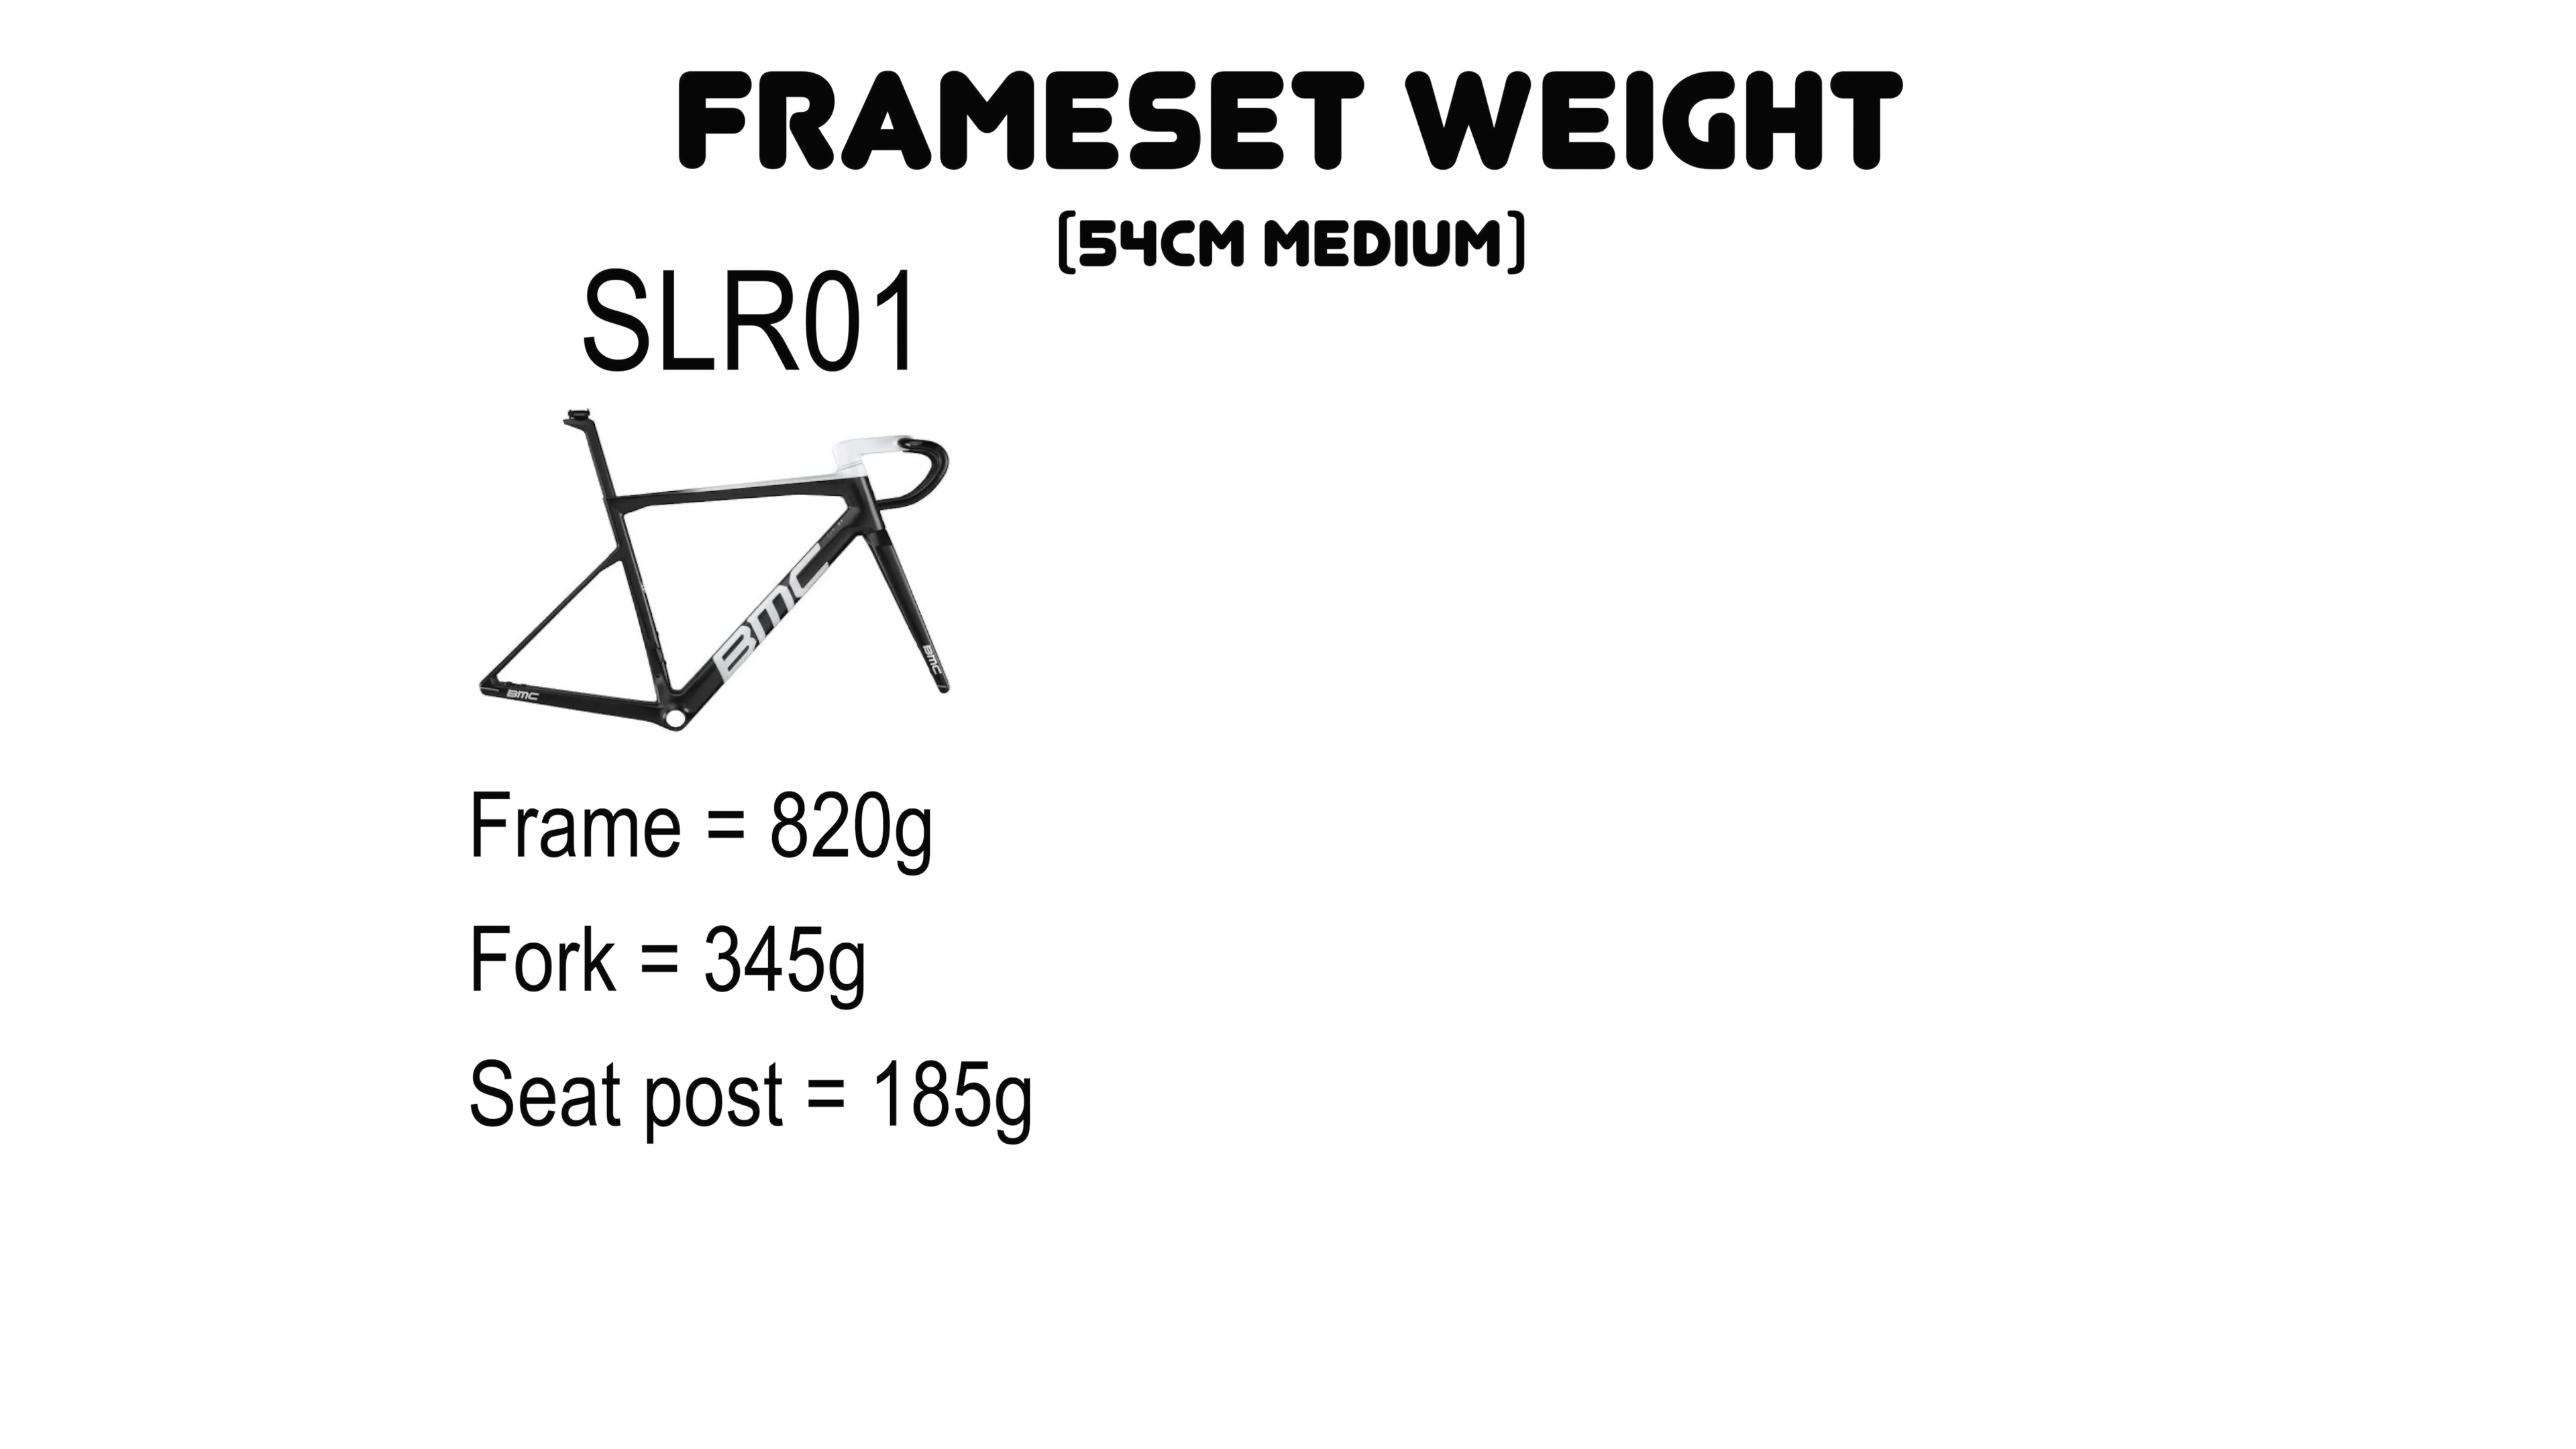 FRAMESET WEIGHT
(54CM MEDIUM)
SLR01
BMC
BMC
BMC
Frame = 820g
Fork = 345g
Seat post = 185g